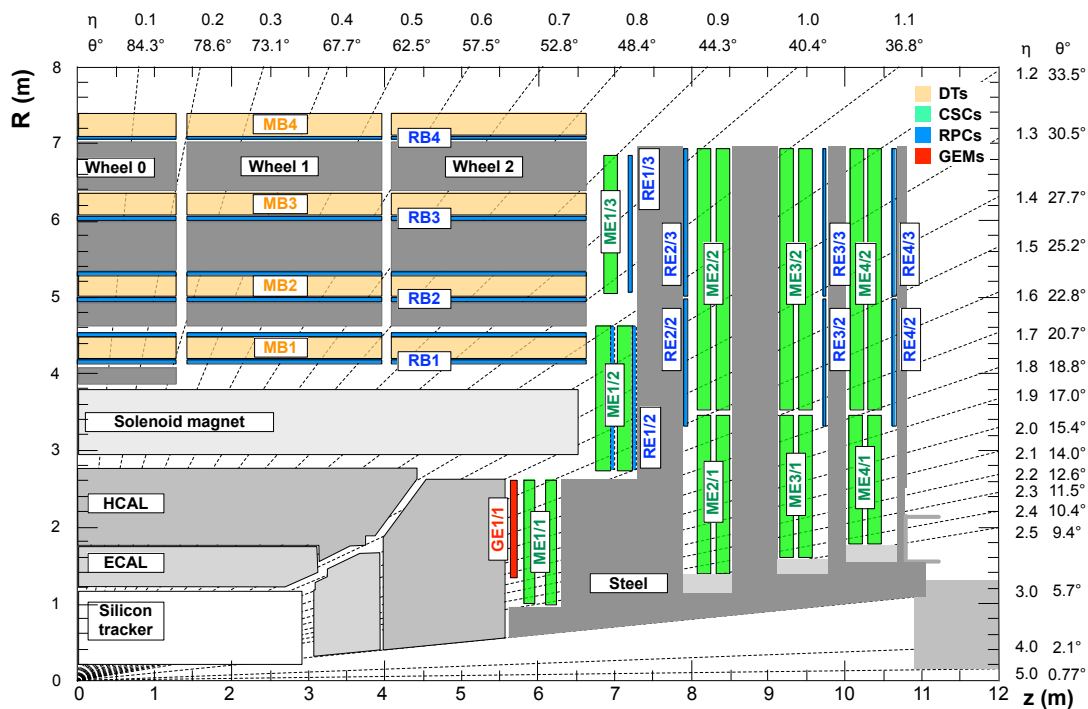 η 0.1 0.2 0.3 0.4 0.5 0.6 0.7 0.8 0.9 1.0 1.1
θ° 84.3° 78.6° 73.1° 67.7° 62.5° 57.5° 52.8° 48.4° 44.3° 40.4° 36.8° η θ°
8 1.2 33.5°
R (m)
DTs
CSCs
RPCs
GEMs
MB4
RB4
7 1.3 30.5°
Wheel 0 Wheel 1 Wheel 2
RE1/3
ME1/3
MB3
RB3
6 1.4 27.7°
RE2/3 ME2/2 ME3/2 RE3/3 ME4/2 RE4/3
1.5 25.2°
MB2
RB2
5 1.6 22.8°
RE2/2 RE3/2 RE4/2
1.7 20.7°
MB1
RB1
4 1.8 18.8°
ME1/2
RE1/2
1.9 17.0°
Solenoid magnet
2.0 15.4°
3 2.1 14.0°
2.2 12.6°
HCAL
2.3 11.5°
GE1/1 ME1/1 ME2/1 ME3/1 ME4/1
2 2.4 10.4°
2.5 9.4°
ECAL
Steel
1 3.0 5.7°
Silicon
tracker
4.0 2.1°
0 5.0 0.77°
0 1 2 3 4 5 6 7 8 9 10 11 12
z (m)